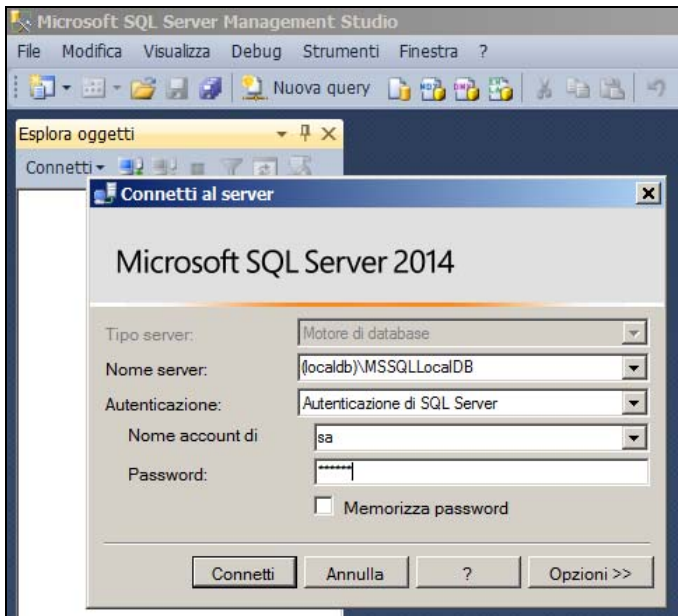 Microsoft SQL Server Management Studio
File Modifica Visualizza Debug Strumenti Finestra ?
Nuova query
Esplora oggetti
Connetti
Connetti al server
Microsoft SQL Server 2014
Tipo server: Motore di database
Nome server: (localdb)\MSSQLLocalDB
Autenticazione: Autenticazione di SQL Server
Nome account di sa
Password: ******
Memorizza password
Connetti Annulla ? Opzioni >>